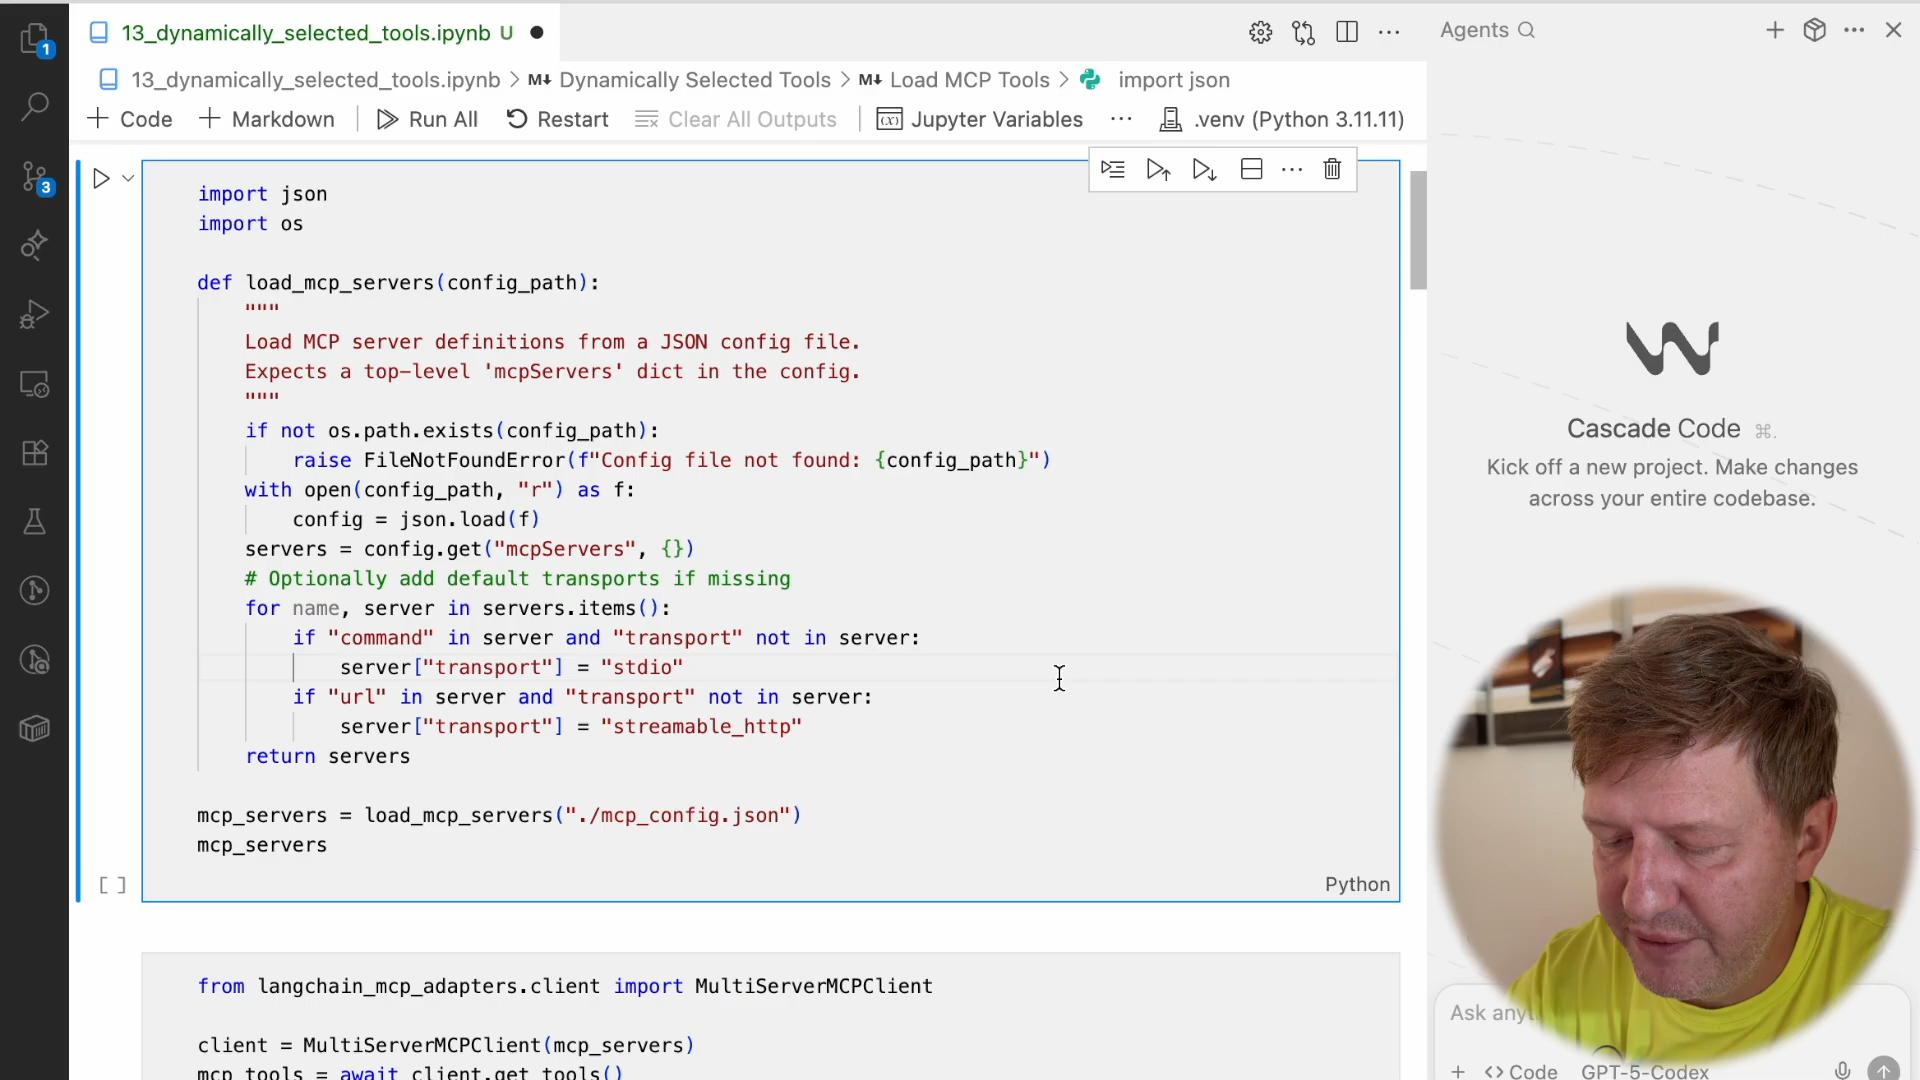 13_dynamically_selected_tools.ipynb U
Agents
1
13_dynamically_selected_tools.ipynb > M↓ Dynamically Selected Tools > M↓ Load MCP Tools > import json
+ Code + Markdown Run All Restart Clear All Outputs Jupyter Variables ... .venv (Python 3.11.11)
3
import json
import os
def load_mcp_servers(config_path):
"""
Load MCP server definitions from a JSON config file.
Expects a top-level 'mcpServers' dict in the config.
"""
if not os.path.exists(config_path):
raise FileNotFoundError(f"Config file not found: {config_path}")
with open(config_path, "r") as f:
config = json.load(f)
servers = config.get("mcpServers", {})
# Optionally add default transports if missing
for name, server in servers.items():
if "command" in server and "transport" not in server:
server["transport"] = "stdio"
if "url" in server and "transport" not in server:
server["transport"] = "streamable_http"
return servers
mcp_servers = load_mcp_servers("./mcp_config.json")
mcp_servers
[ ]
Python
from langchain_mcp_adapters.client import MultiServerMCPClient
client = MultiServerMCPClient(mcp_servers)
mcp_tools = await client.get_tools()
Cascade Code ⌘.
Kick off a new project. Make changes
across your entire codebase.
Ask
+ <> Code GPT-5-Codex